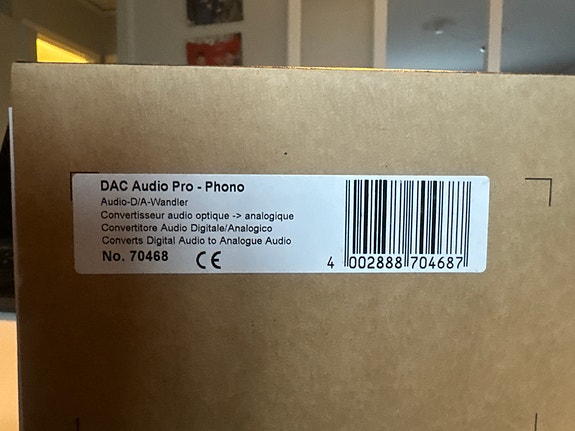 DAC Audio Pro - Phono
Audio-D/A-Wandler
Convertisseur audio optique -> analogique
Convertitore Audio Digitale/Analogico
Converts Digital Audio to Analogue Audio
No. 70468 CE
4 002888 704687